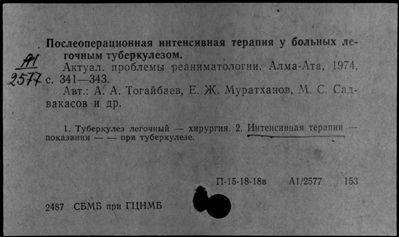 Послеоперационная интенсивная терапия у больных ле-
гочным туберкулезом.
А1
2577
Актуал. проблемы реаниматологии. Алма-Ата, 1974,
с. 341—343.
Авт.: А. А. Тогайбаев, Е. Ж. Муратханов, М. С. Сад-
вакасов и др.
1. Туберкулез легочный — хирургия. 2. Интенсивная терапия —
показания — — при туберкулезе.
П-15-18-18в А1/2577 153
2487 СБМБ при ГЦНМБ